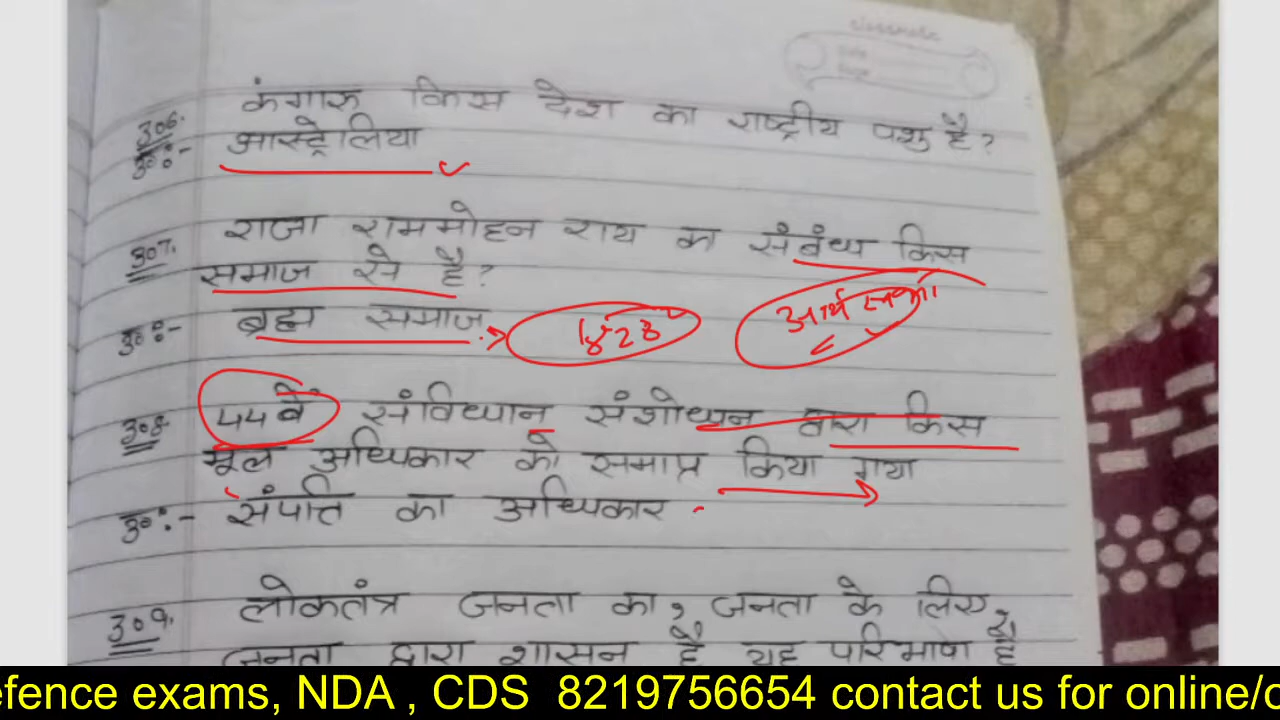 classmate
306. कंगारू किस देश का राष्ट्रीय पशु है?
उ०:- आस्ट्रेलिया
307. राजा राममोहन राय का संबंध किस
समाज से है?
उ०:- ब्रह्म समाज → 1828
308. 44वें संविधान संशोधन द्वारा किस
मूल अधिकार को समाप्त किया गया
उ०:- संपत्ति का अधिकार
309. लोकतंत्र जनता का, जनता के लिए,
जनता द्वारा शासन है यह परिभाषा है
efence exams, NDA , CDS 8219756654 contact us for online/o